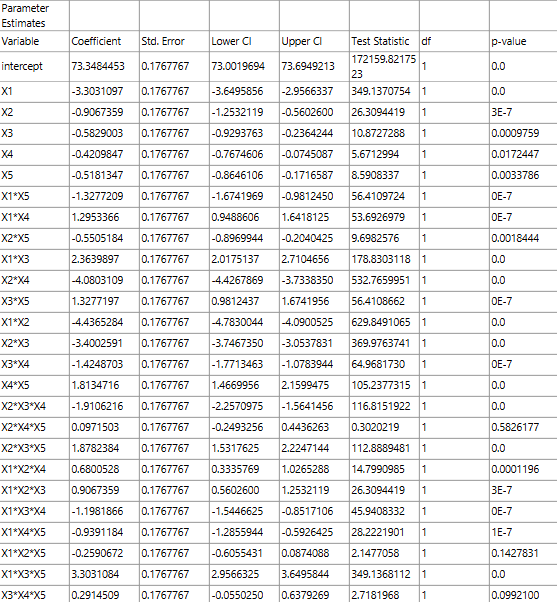 Parameter
Estimates
Variable Coefficient Std. Error Lower CI Upper CI Test Statistic df p-value
intercept 73.3484453 0.1767767 73.0019694 73.6949213 172159.82175
23 1 0.0
X1 -3.3031097 0.1767767 -3.6495856 -2.9566337 349.1370754 1 0.0
X2 -0.9067359 0.1767767 -1.2532119 -0.5602600 26.3094419 1 3E-7
X3 -0.5829003 0.1767767 -0.9293763 -0.2364244 10.8727288 1 0.0009759
X4 -0.4209847 0.1767767 -0.7674606 -0.0745087 5.6712994 1 0.0172447
X5 -0.5181347 0.1767767 -0.8646106 -0.1716587 8.5908337 1 0.0033786
X1*X5 -1.3277209 0.1767767 -1.6741969 -0.9812450 56.4109724 1 0E-7
X1*X4 1.2953366 0.1767767 0.9488606 1.6418125 53.6926979 1 0E-7
X2*X5 -0.5505184 0.1767767 -0.8969944 -0.2040425 9.6982576 1 0.0018444
X1*X3 2.3639897 0.1767767 2.0175137 2.7104656 178.8303118 1 0.0
X2*X4 -4.0803109 0.1767767 -4.4267869 -3.7338350 532.7659951 1 0.0
X3*X5 1.3277197 0.1767767 0.9812437 1.6741956 56.4108662 1 0E-7
X1*X2 -4.4365284 0.1767767 -4.7830044 -4.0900525 629.8491065 1 0.0
X2*X3 -3.4002591 0.1767767 -3.7467350 -3.0537831 369.9763741 1 0.0
X3*X4 -1.4248703 0.1767767 -1.7713463 -1.0783944 64.9681730 1 0E-7
X4*X5 1.8134716 0.1767767 1.4669956 2.1599475 105.2377315 1 0.0
X2*X3*X4 -1.9106216 0.1767767 -2.2570975 -1.5641456 116.8151922 1 0.0
X2*X4*X5 0.0971503 0.1767767 -0.2493256 0.4436263 0.3020219 1 0.5826177
X2*X3*X5 1.8782384 0.1767767 1.5317625 2.2247144 112.8889481 1 0.0
X1*X2*X4 0.6800528 0.1767767 0.3335769 1.0265288 14.7990985 1 0.0001196
X1*X2*X3 0.9067359 0.1767767 0.5602600 1.2532119 26.3094419 1 3E-7
X1*X3*X4 -1.1981866 0.1767767 -1.5446625 -0.8517106 45.9408332 1 0E-7
X1*X4*X5 -0.9391184 0.1767767 -1.2855944 -0.5926425 28.2221901 1 1E-7
X1*X2*X5 -0.2590672 0.1767767 -0.6055431 0.0874088 2.1477058 1 0.1427831
X1*X3*X5 3.3031084 0.1767767 2.9566325 3.6495844 349.1368112 1 0.0
X3*X4*X5 0.2914509 0.1767767 -0.0550250 0.6379269 2.7181968 1 0.0992100